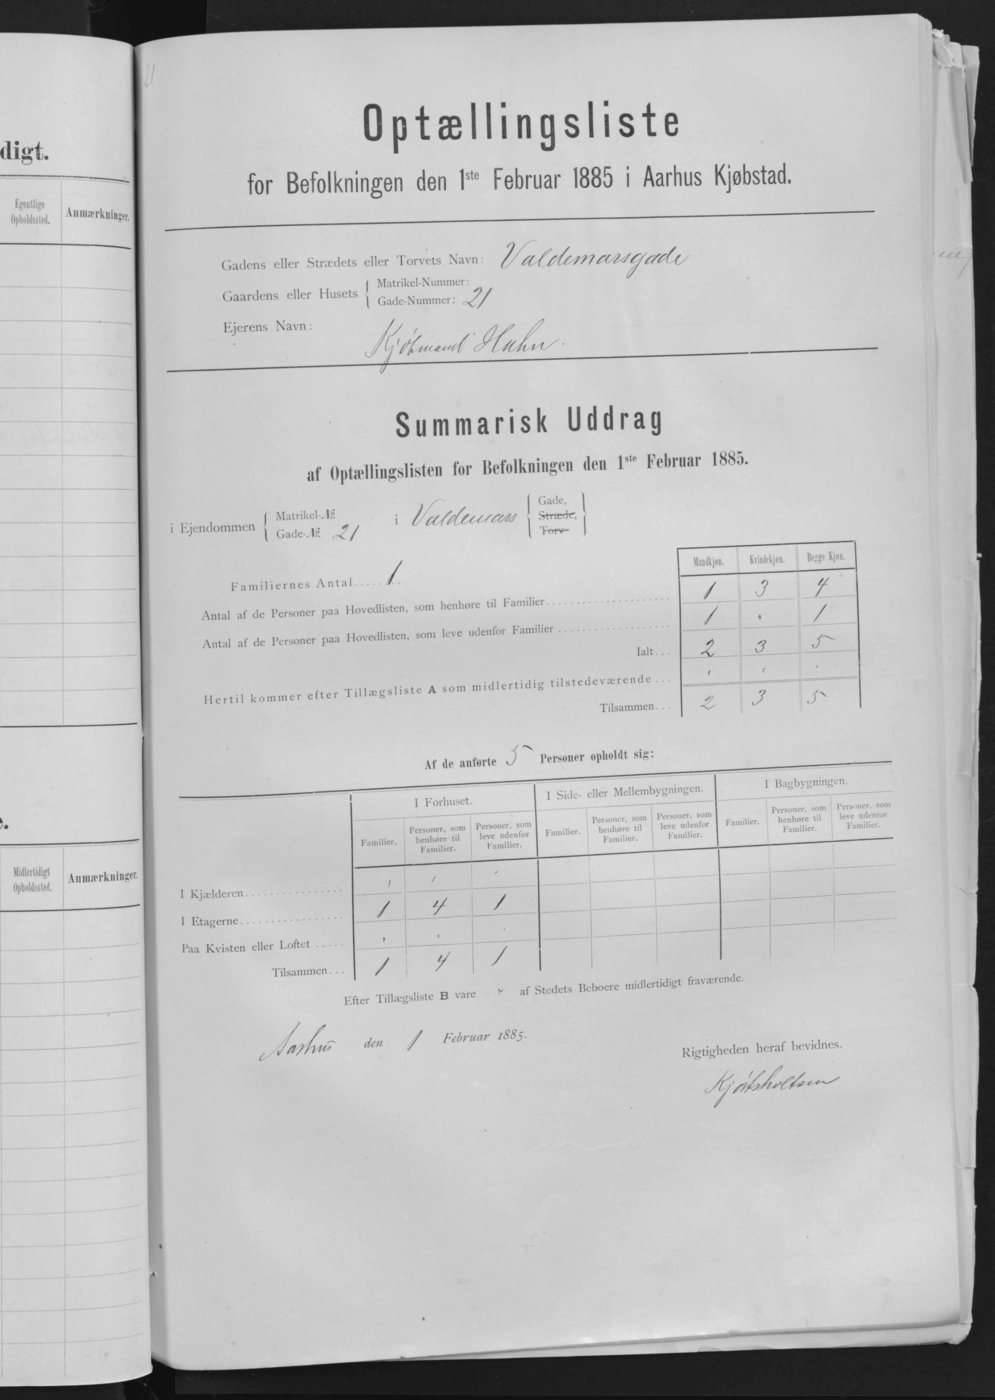 digt.
Egentlige Opholdssted.
Anmærkninger.
e.
Midlertidigt Opholdssted.
Anmærkninger.
21
Optællingsliste
for Befolkningen den 1ste Februar 1885 i Aarhus Kjøbstad.
Gadens eller Strædets eller Torvets Navn: Valdemarsgade
Gaardens eller Husets { Matrikel-Nummer:
Gade-Nummer: 21
Ejerens Navn: Kjøbmand Hahn.
Summarisk Uddrag
af Optællingslisten for Befolkningen den 1ste Februar 1885.
i Ejendommen { Matrikel-№
Gade-№ 21
i Valdemars { Gade, Stræde, Torv }
Mandkjøn. Kvindekjøn. Begge Kjøn.
Familiernes Antal..... 1.
Antal af de Personer paa Hovedlisten, som henhøre til Familier.................... 1 3 4
Antal af de Personer paa Hovedlisten, som leve udenfor Familier.................... 1 " 1
Ialt... 2 3 5
Hertil kommer efter Tillægsliste A som midlertidig tilstedeværende... " " "
Tilsammen... 2 3 5
Af de anførte 5 Personer opholdt sig:
I Forhuset. I Side- eller Mellembygningen. I Bagbygningen.
Familier. Personer, som henhøre til Familier. Personer, som leve udenfor Familier. Familier. Personer, som henhøre til Familier. Personer, som leve udenfor Familier. Familier. Personer, som henhøre til Familier. Personer, som leve udenfor Familier.
I Kjælderen............... " " "
I Etagerne................ 1 4 1
Paa Kvisten eller Loftet..... " " "
Tilsammen... 1 4 1
Efter Tillægsliste B vare " af Stedets Beboere midlertidigt fraværende.
Aarhus den 1 Februar 1885.
Rigtigheden heraf bevidnes.